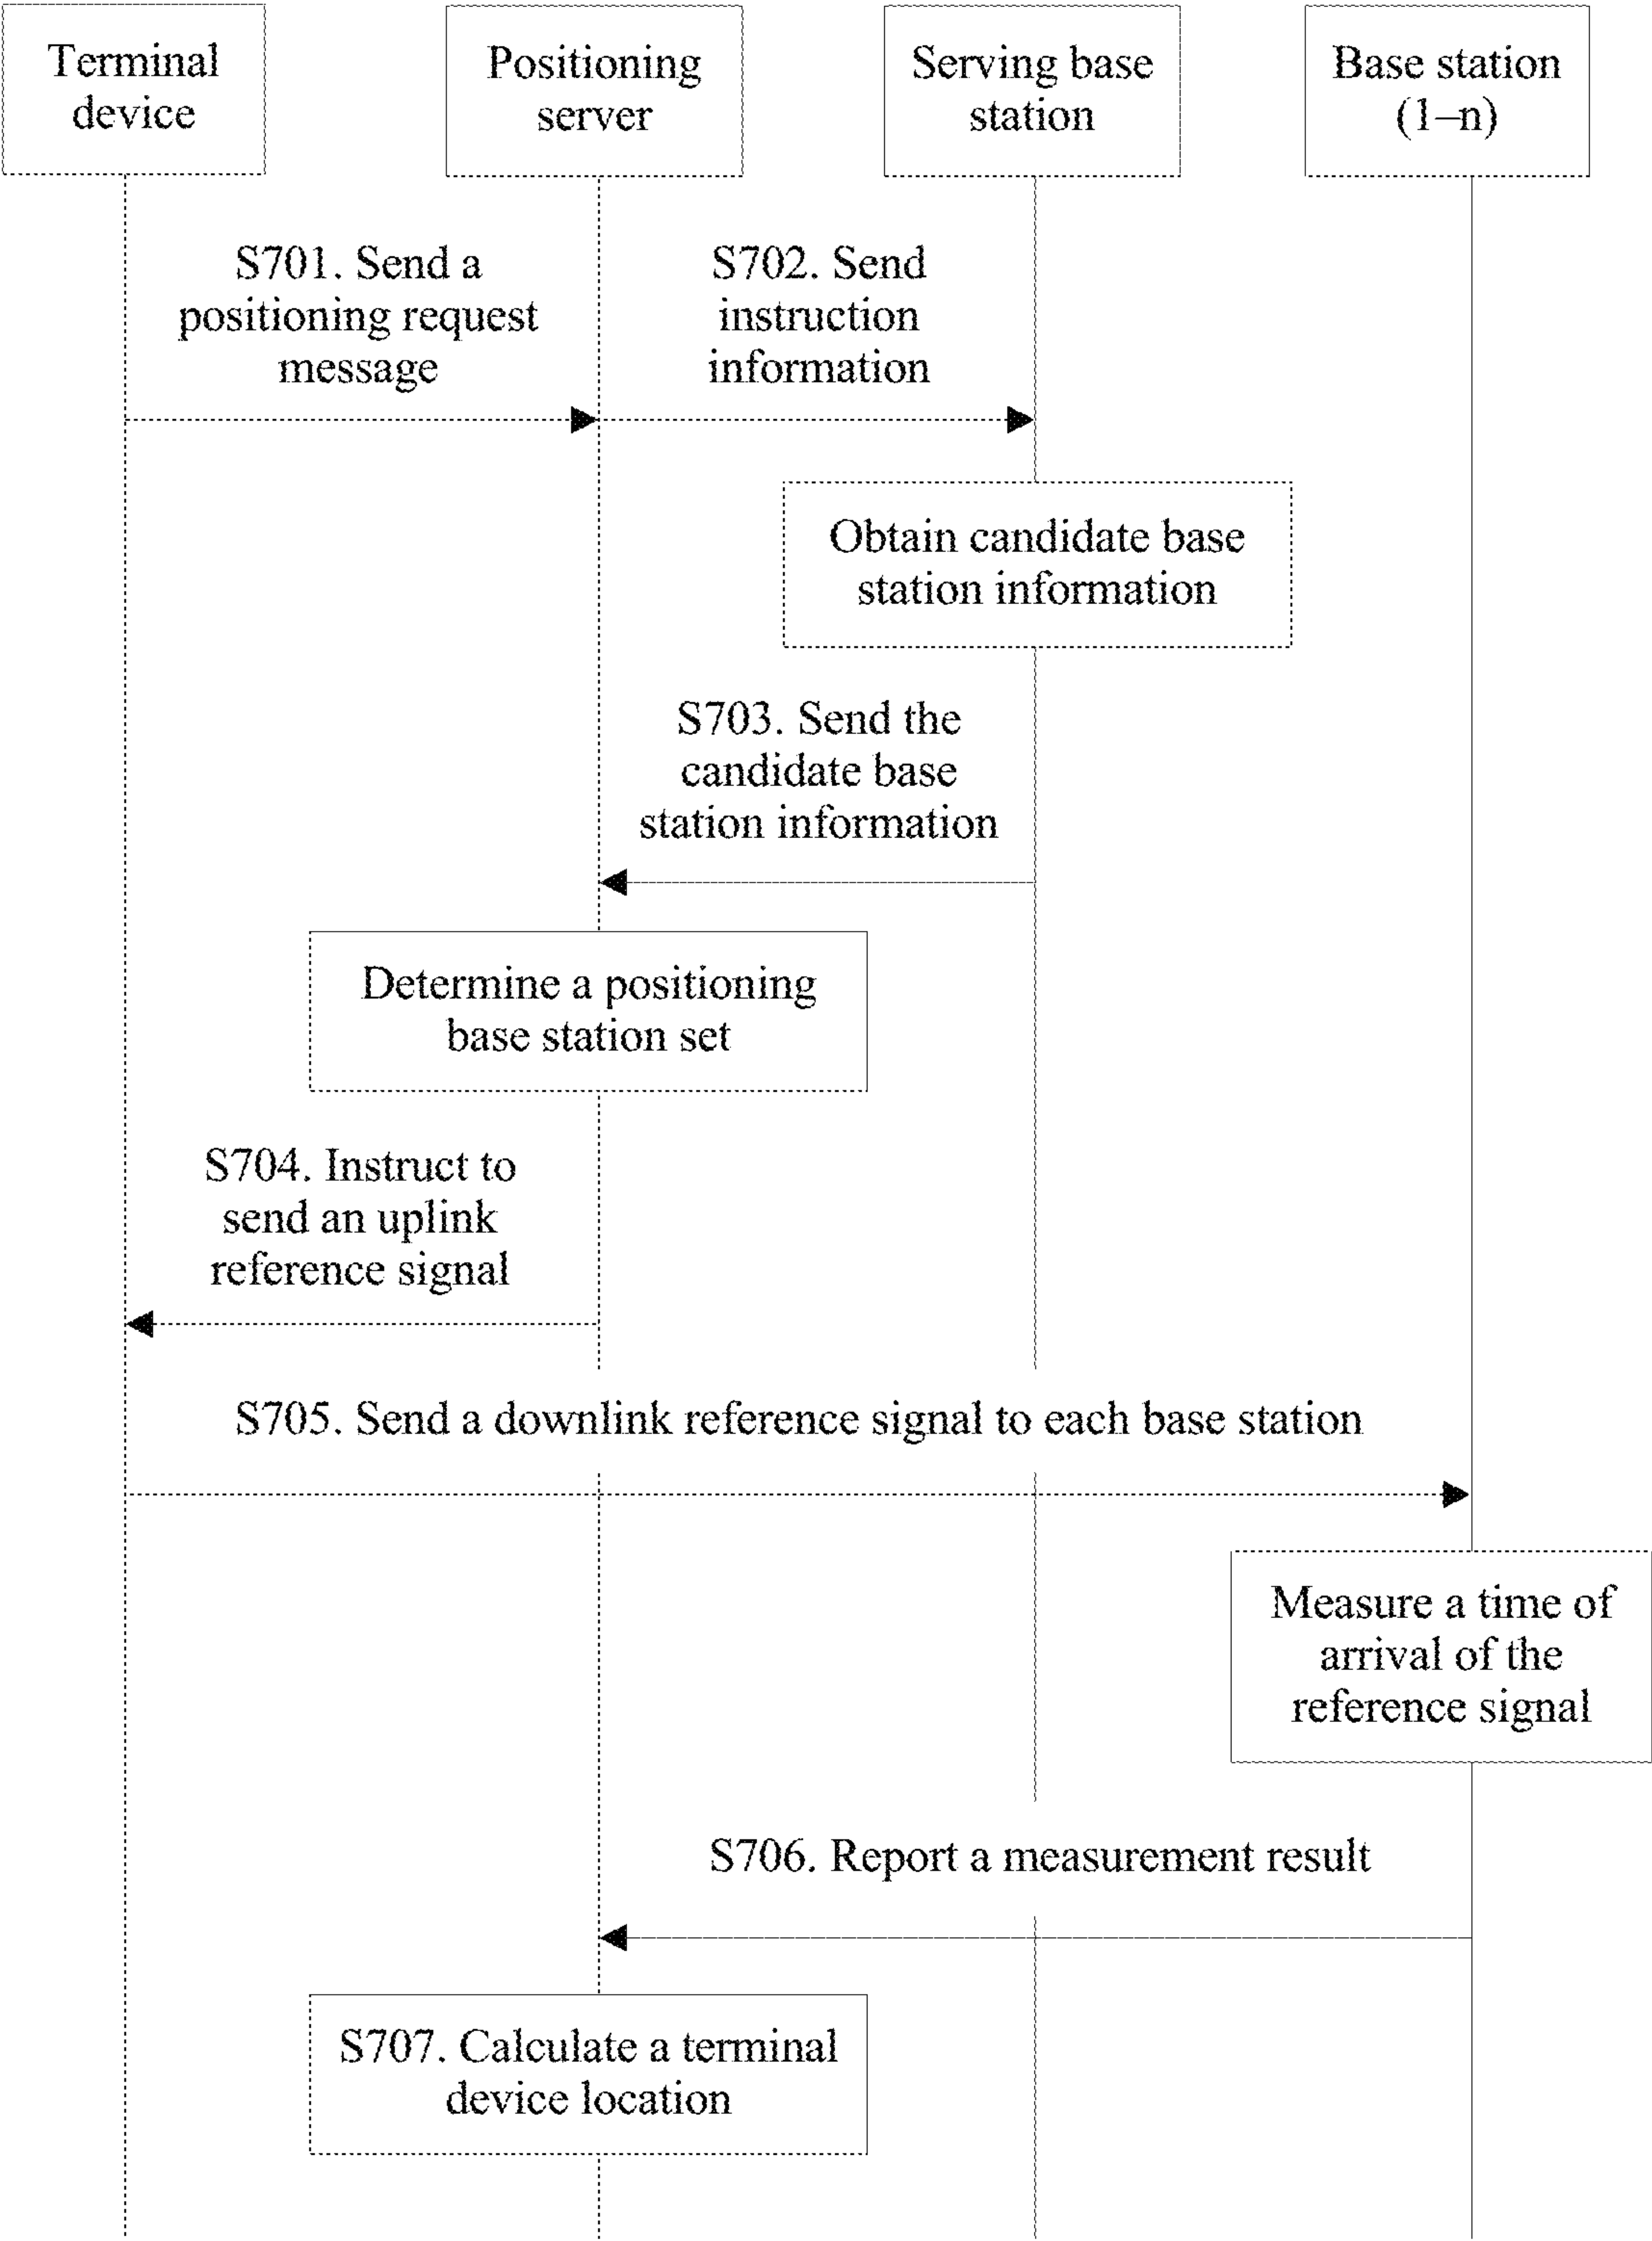 Terminal
device
Positioning
server
Serving base
station
Base station
(1–n)
S701. Send a
positioning request
message
S702. Send
instruction
information
Obtain candidate base
station information
S703. Send the
candidate base
station information
Determine a positioning
base station set
S704. Instruct to
send an uplink
reference signal
S705. Send a downlink reference signal to each base station
Measure a time of
arrival of the
reference signal
S706. Report a measurement result
S707. Calculate a terminal
device location